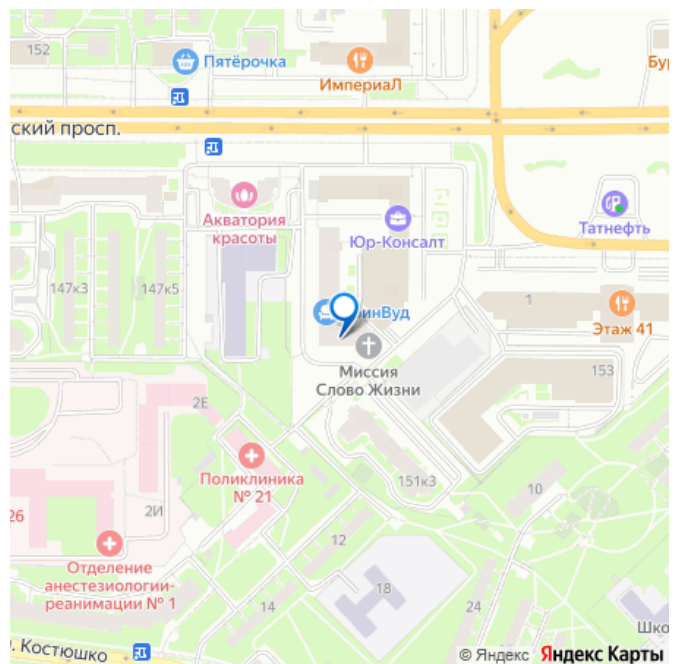 152
Пятёрочка
ИмпериаЛ
Бу
ский просп.
Акватория
красоты
Юр-Консалт
Татнефть
147к3
147к5
инВуд
1
Этаж 41
Миссия
Слово Жизни
153
2Е
Поликлиника
№ 21
151к3
10
26
2И
12
Отделение
анестезиологии-
реанимации № 1
18
14
24
Шко
. Костюшко
© Яндекс Яндекс Карты